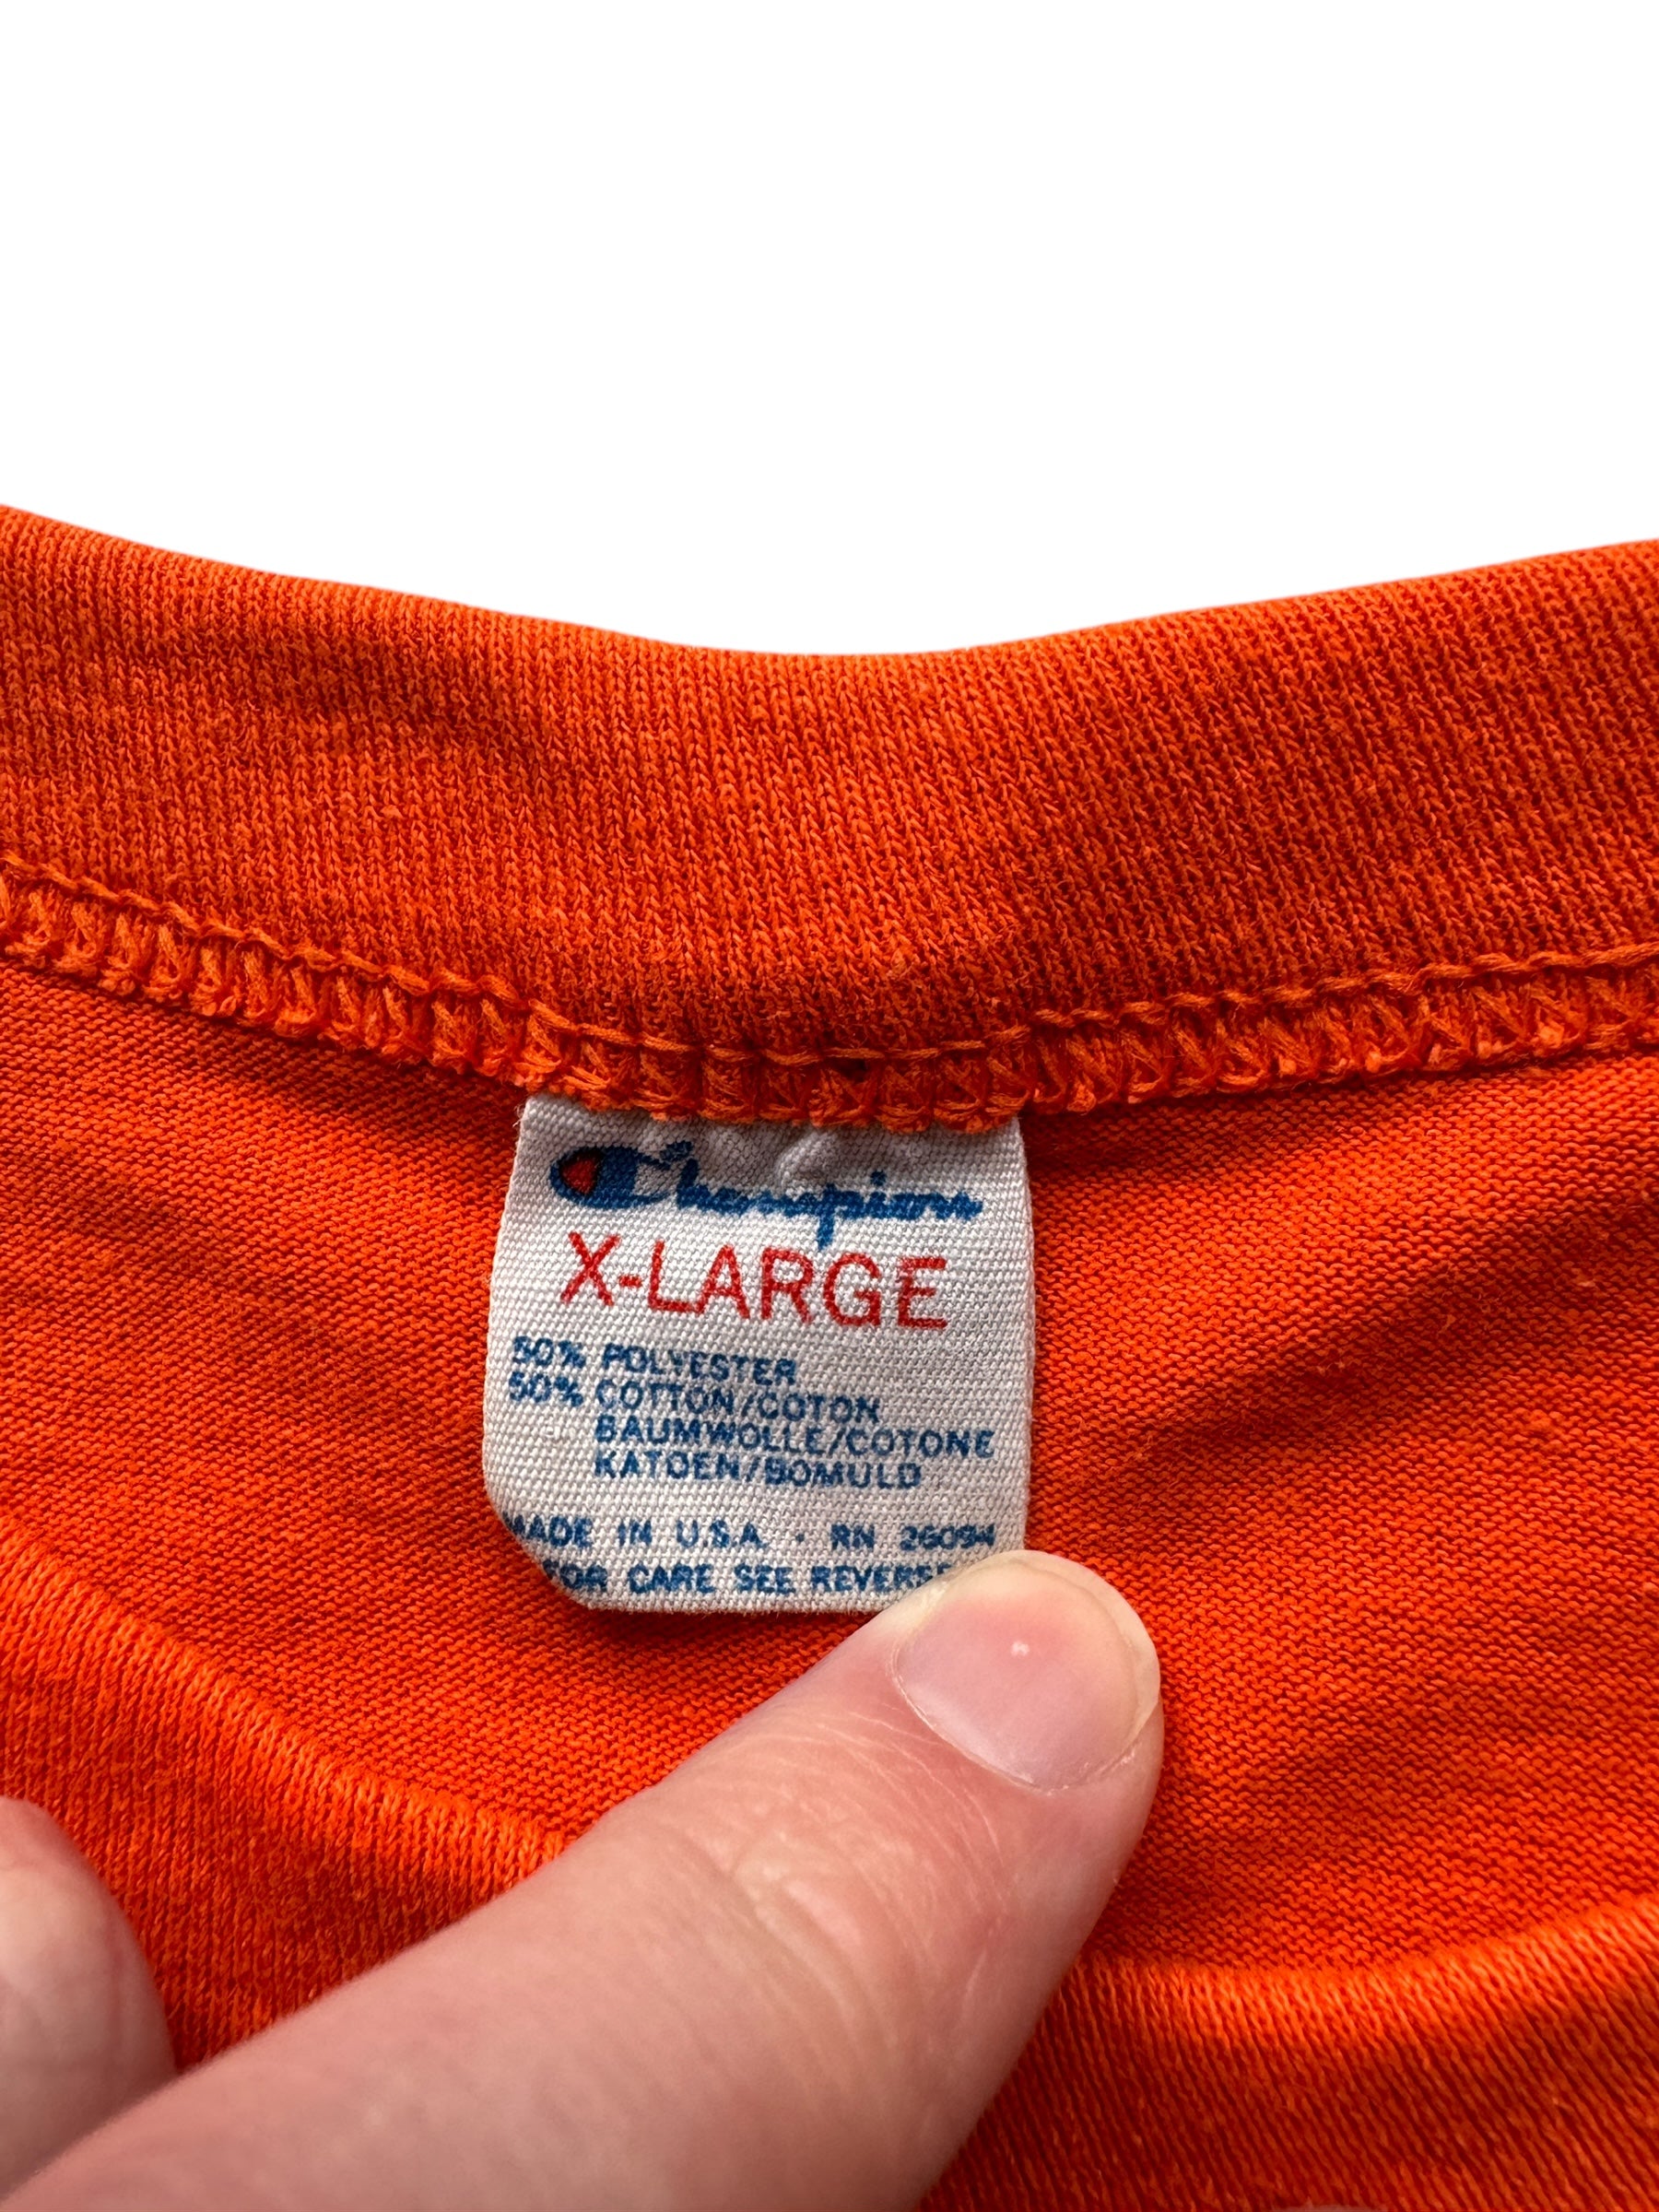 Champion
X-LARGE
50% POLYESTER
50% COTTON/COTON
BAUMWOLLE/COTONE
KATOEN/BOMULD
MADE IN U.S.A. · RN 26094
FOR CARE SEE REVERSE